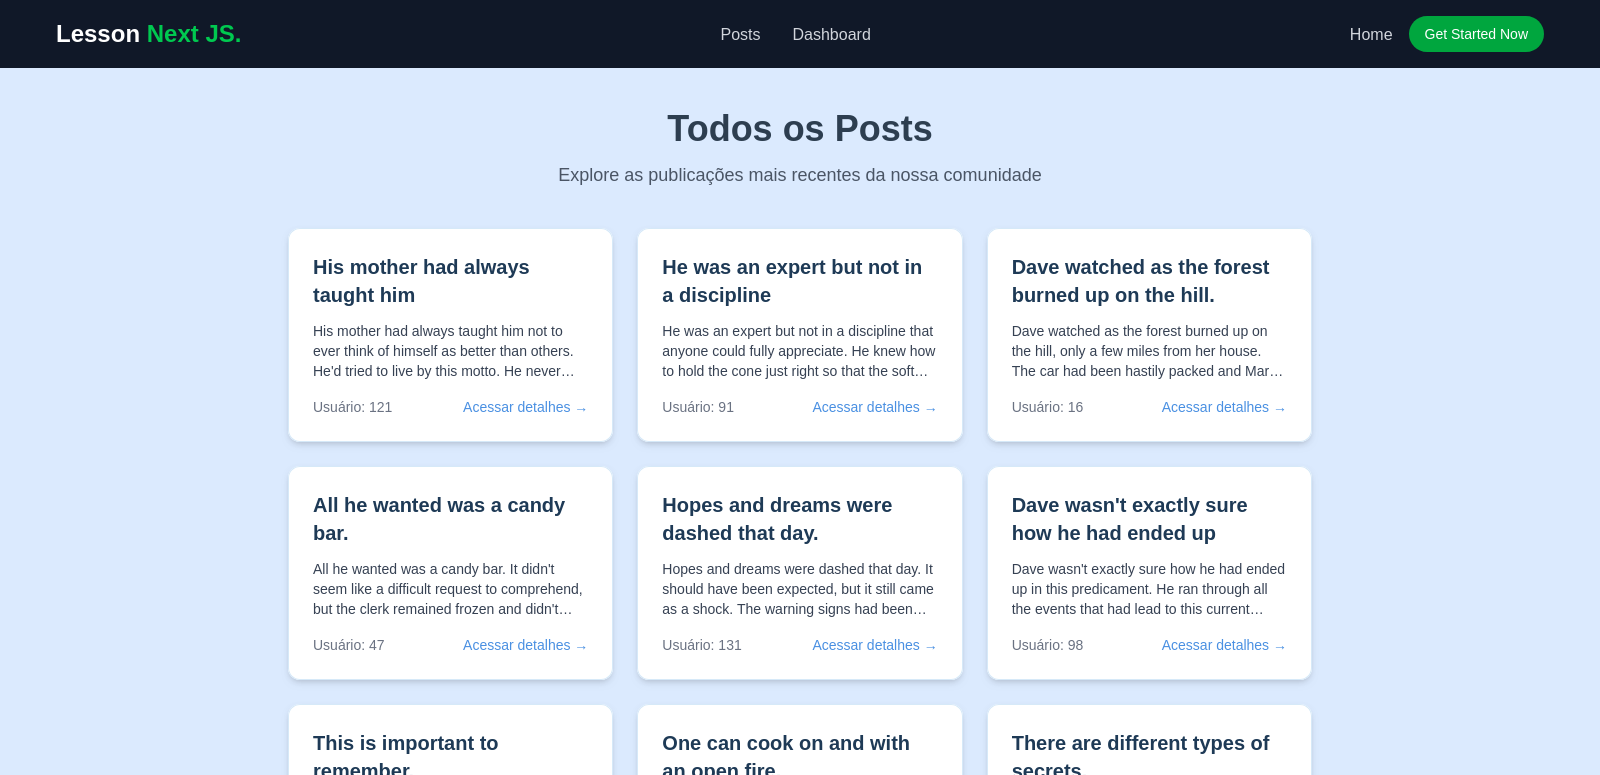 Lesson Next JS.
Posts
Dashboard
Home
Get Started Now
Todos os Posts
Explore as publicações mais recentes da nossa comunidade
His mother had always
taught him
His mother had always taught him not to
ever think of himself as better than others.
He'd tried to live by this motto. He never…
Usuário: 121
Acessar detalhes →
He was an expert but not in
a discipline
He was an expert but not in a discipline that
anyone could fully appreciate. He knew how
to hold the cone just right so that the soft…
Usuário: 91
Acessar detalhes →
Dave watched as the forest
burned up on the hill.
Dave watched as the forest burned up on
the hill, only a few miles from her house.
The car had been hastily packed and Mar…
Usuário: 16
Acessar detalhes →
All he wanted was a candy
bar.
All he wanted was a candy bar. It didn't
seem like a difficult request to comprehend,
but the clerk remained frozen and didn't…
Usuário: 47
Acessar detalhes →
Hopes and dreams were
dashed that day.
Hopes and dreams were dashed that day. It
should have been expected, but it still came
as a shock. The warning signs had been…
Usuário: 131
Acessar detalhes →
Dave wasn't exactly sure
how he had ended up
Dave wasn't exactly sure how he had ended
up in this predicament. He ran through all
the events that had lead to this current…
Usuário: 98
Acessar detalhes →
This is important to
remember
One can cook on and with
an open fire
There are different types of
secrets